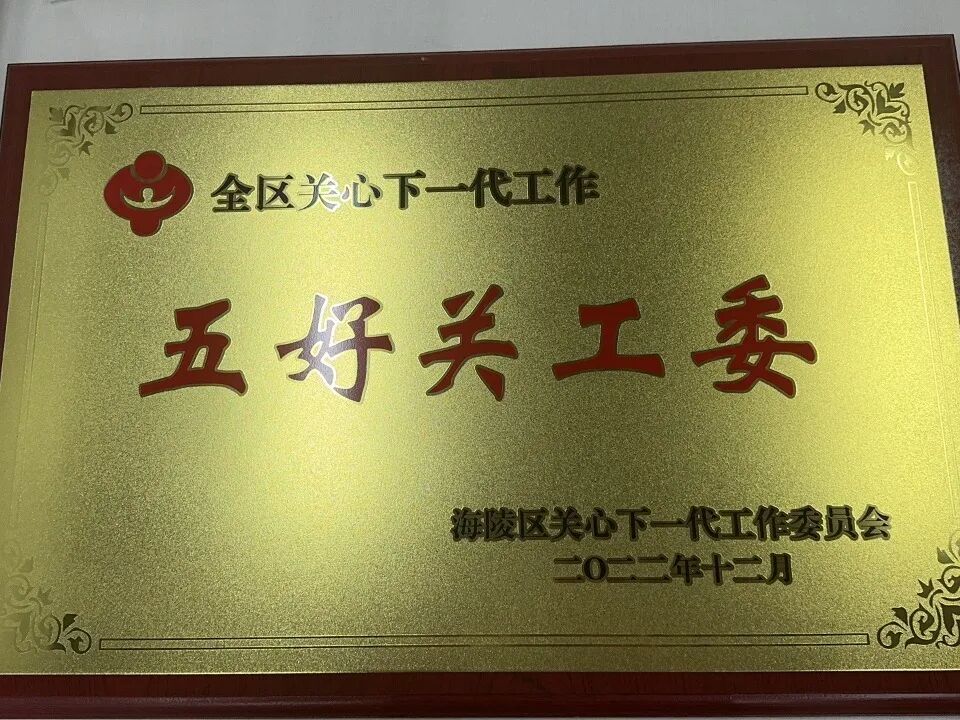 全区关心下一代工作
五好关工委
海陵区关心下一代工作委员会
二〇二二年十二月